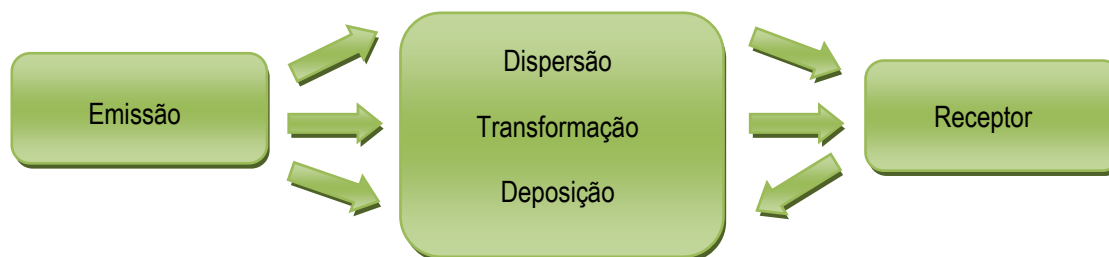 Emissão
Dispersão
Transformação
Deposição
Receptor